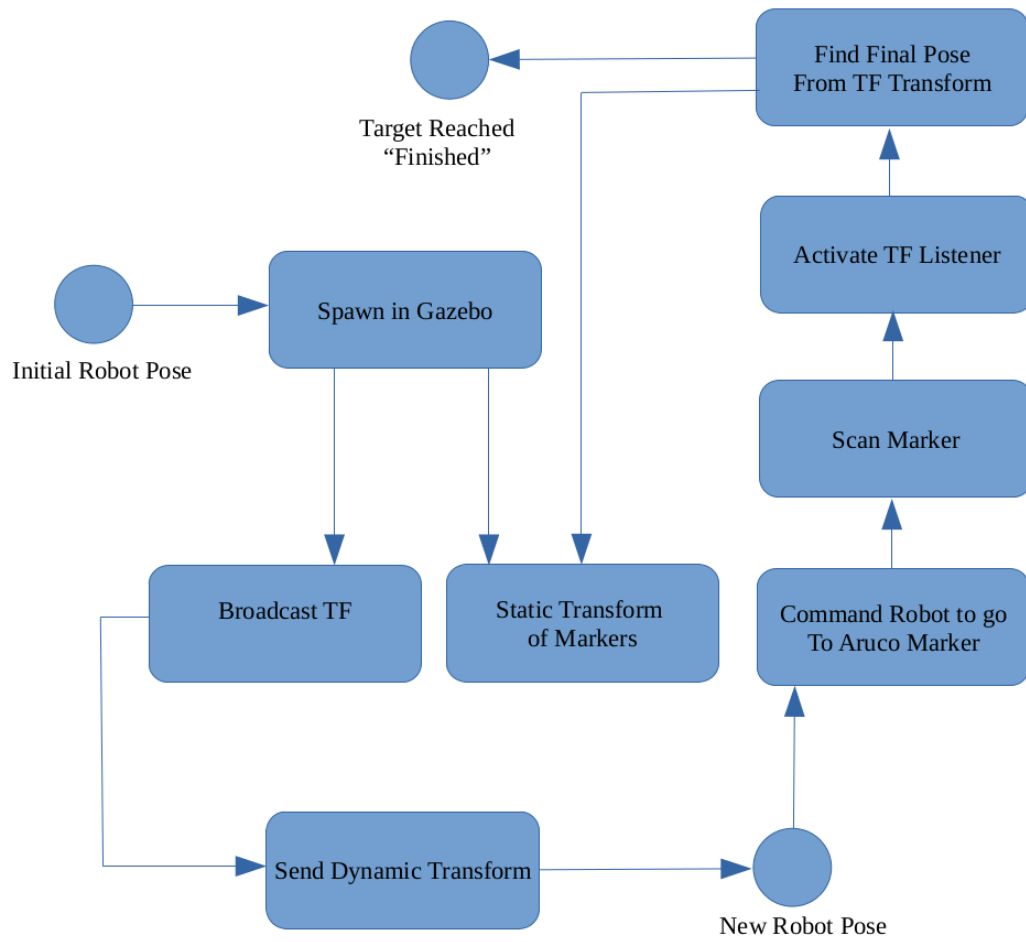 Find Final Pose
From TF Transform
Target Reached
“Finished”
Activate TF Listener
Spawn in Gazebo
Initial Robot Pose
Scan Marker
Broadcast TF
Static Transform
of Markers
Command Robot to go
To Aruco Marker
Send Dynamic Transform
New Robot Pose